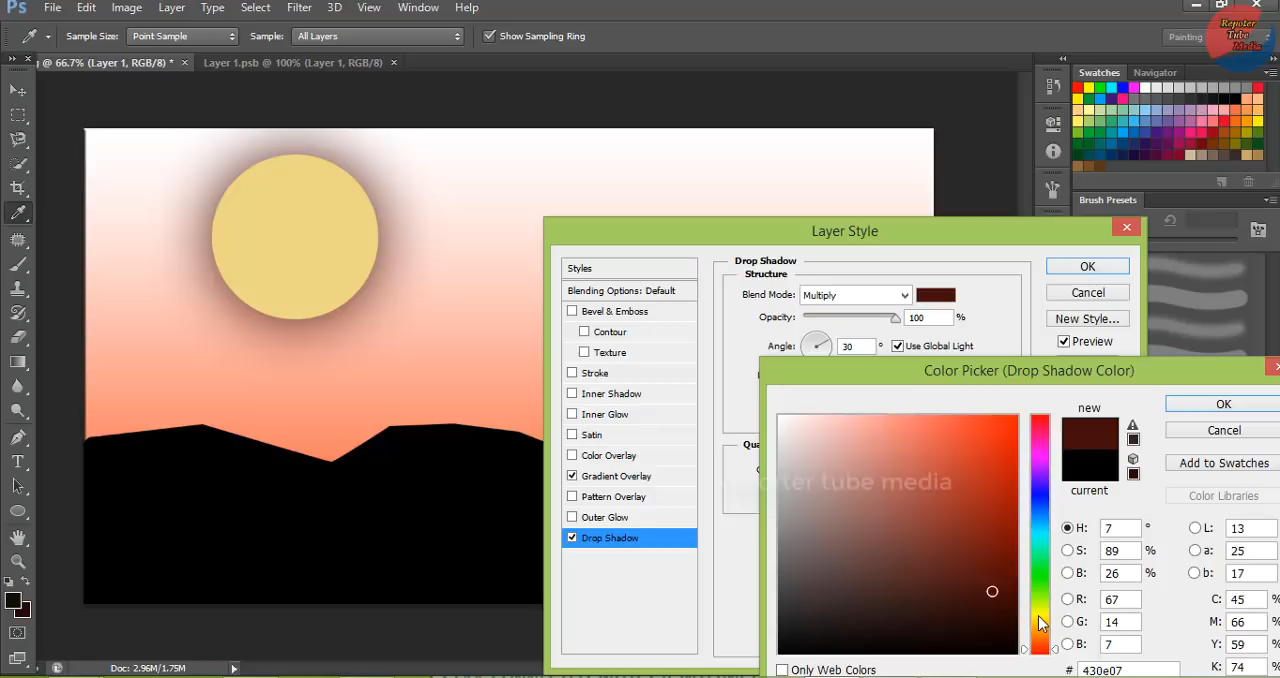 Ps File Edit Image Layer Type Select Filter 3D View Window Help
Sample Size: Point Sample Sample: All Layers Show Sampling Ring Painting
Repoter
Tube
Media
@ 66.7% (Layer 1, RGB/8) * × Layer 1.psb @ 100% (Layer 1, RGB/8) ×
Swatches Navigator
Brush Presets
Layer Style
Styles
Blending Options: Default
Bevel & Emboss
Contour
Texture
Stroke
Inner Shadow
Inner Glow
Satin
Color Overlay
Gradient Overlay
Pattern Overlay
Outer Glow
Drop Shadow
Drop Shadow
Structure
Blend Mode: Multiply
Opacity: 100 %
Angle: 30 ° Use Global Light
OK
Cancel
New Style...
Preview
Color Picker (Drop Shadow Color)
new
current
OK
Cancel
Add to Swatches
Color Libraries
H: 7 °
S: 89 %
B: 26 %
R: 67
G: 14
B: 7
# 430e07
L: 13
a: 25
b: 17
C: 45 %
M: 66 %
Y: 59 %
K: 74 %
Only Web Colors
tube media
Doc: 2.96M/1.75M